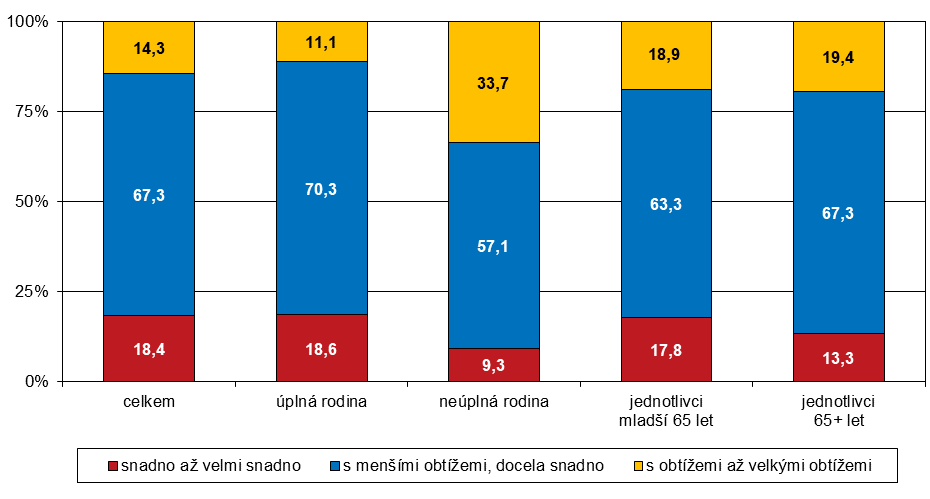 100%
75%
50%
25%
0%
14,3
67,3
18,4
11,1
70,3
18,6
33,7
57,1
9,3
18,9
63,3
17,8
19,4
67,3
13,3
celkem
úplná rodina
neúplná rodina
jednotlivci
mladší 65 let
jednotlivci
65+ let
snadno až velmi snadno
s menšími obtížemi, docela snadno
s obtížemi až velkými obtížemi